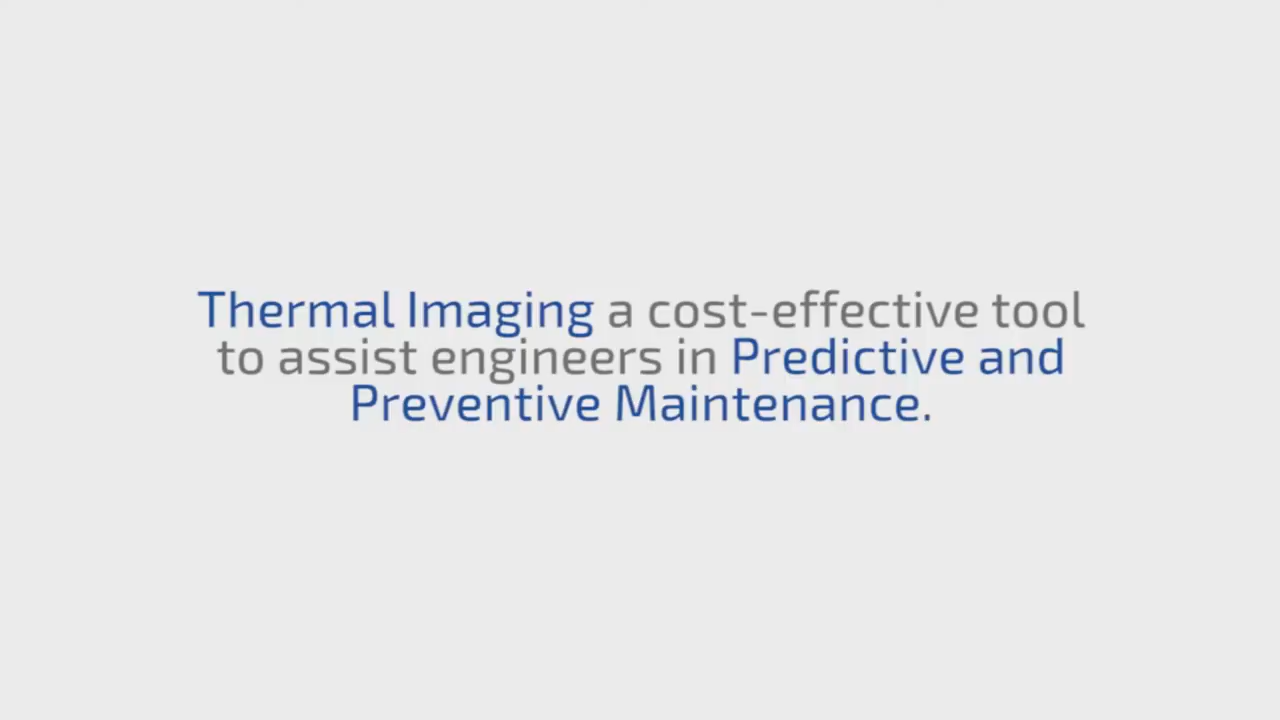 Thermal Imaging a cost-effective tool
to assist engineers in Predictive and
Preventive Maintenance.